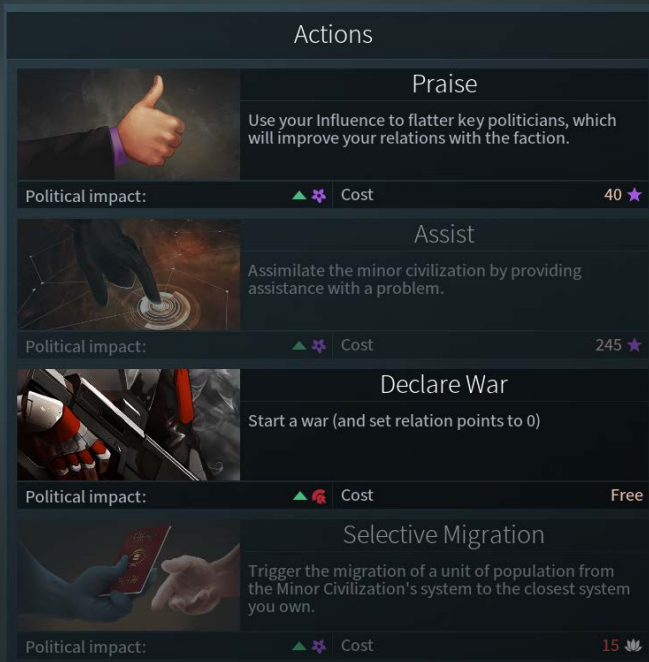 Actions
Praise
Use your Influence to flatter key politicians, which
will improve your relations with the faction.
Political impact: Cost 40
Assist
Assimilate the minor civilization by providing
assistance with a problem.
Political impact: Cost 245
Declare War
Start a war (and set relation points to 0)
Political impact: Cost Free
Selective Migration
Trigger the migration of a unit of population from
the Minor Civilization's system to the closest system
you own.
Political impact: Cost 15